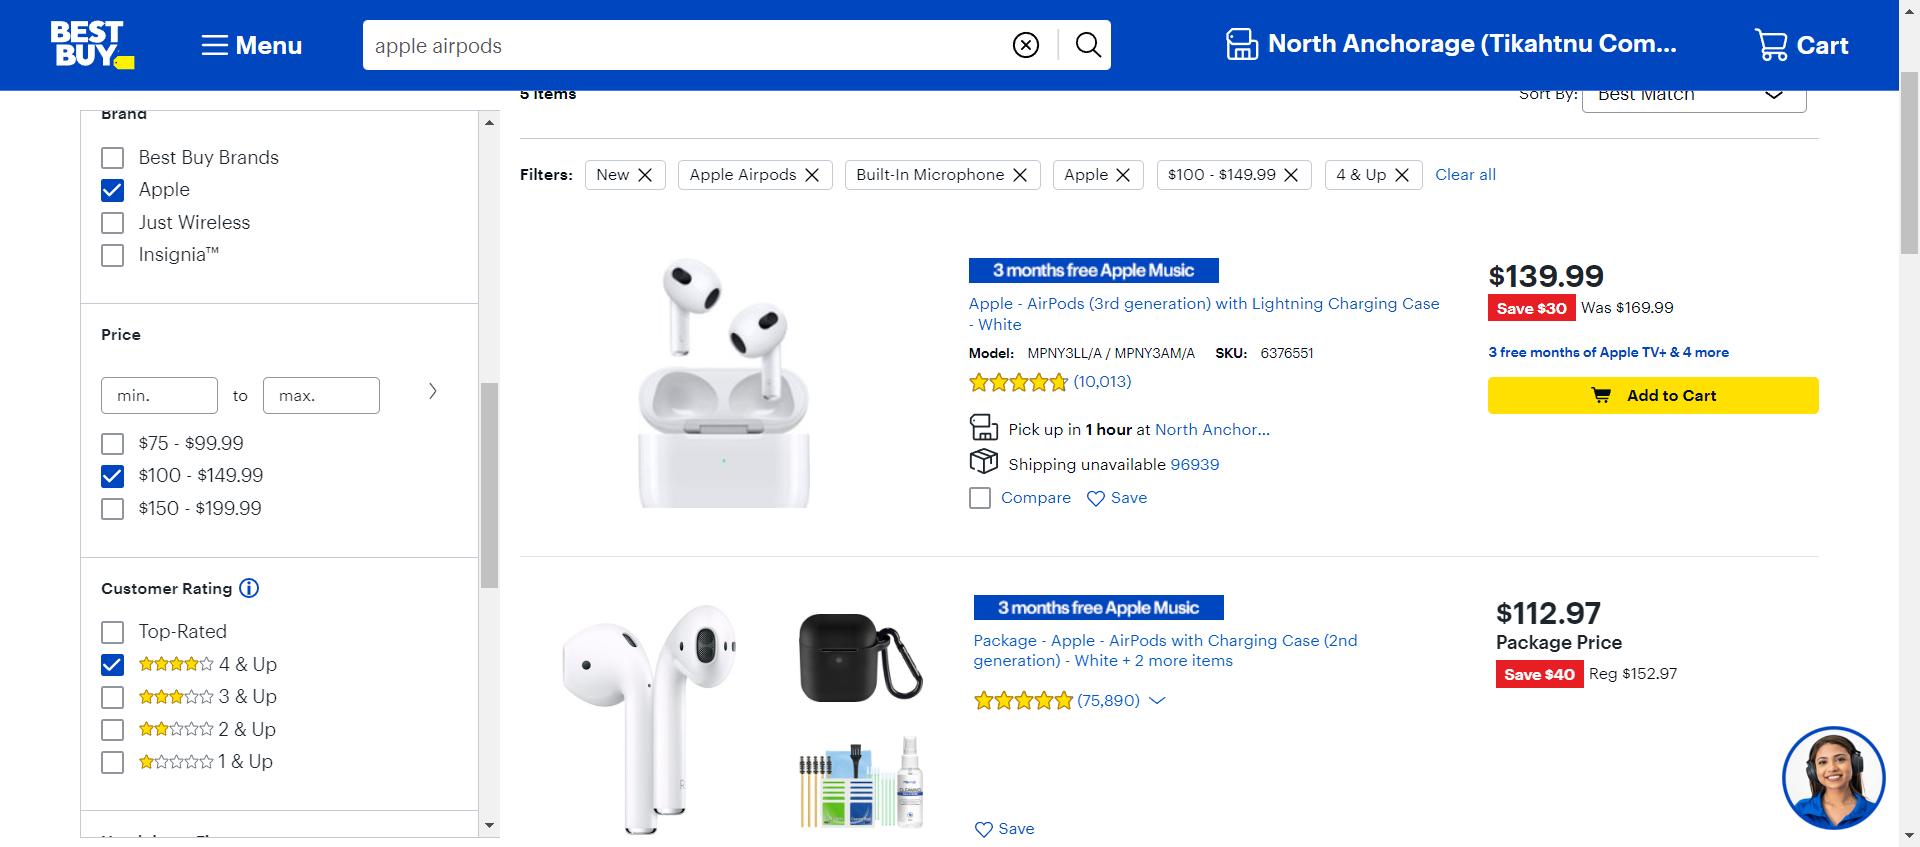 BEST
BUY
Menu
apple airpods
North Anchorage (Tikahtnu Com...
Cart
5 items
Sort By: Best Match
Brand
Best Buy Brands
Apple
Just Wireless
Insignia™
Price
min. to max.
$75 - $99.99
$100 - $149.99
$150 - $199.99
Customer Rating
Top-Rated
4 & Up
3 & Up
2 & Up
1 & Up
Filters: New Apple Airpods Built-In Microphone Apple $100 - $149.99 4 & Up Clear all
3 months free Apple Music
Apple - AirPods (3rd generation) with Lightning Charging Case
- White
Model: MPNY3LL/A / MPNY3AM/A SKU: 6376551
(10,013)
Pick up in 1 hour at North Anchor...
Shipping unavailable 96939
Compare Save
$139.99
Save $30 Was $169.99
3 free months of Apple TV+ & 4 more
Add to Cart
3 months free Apple Music
Package - Apple - AirPods with Charging Case (2nd
generation) - White + 2 more items
(75,890)
Save
$112.97
Package Price
Save $40 Reg $152.97